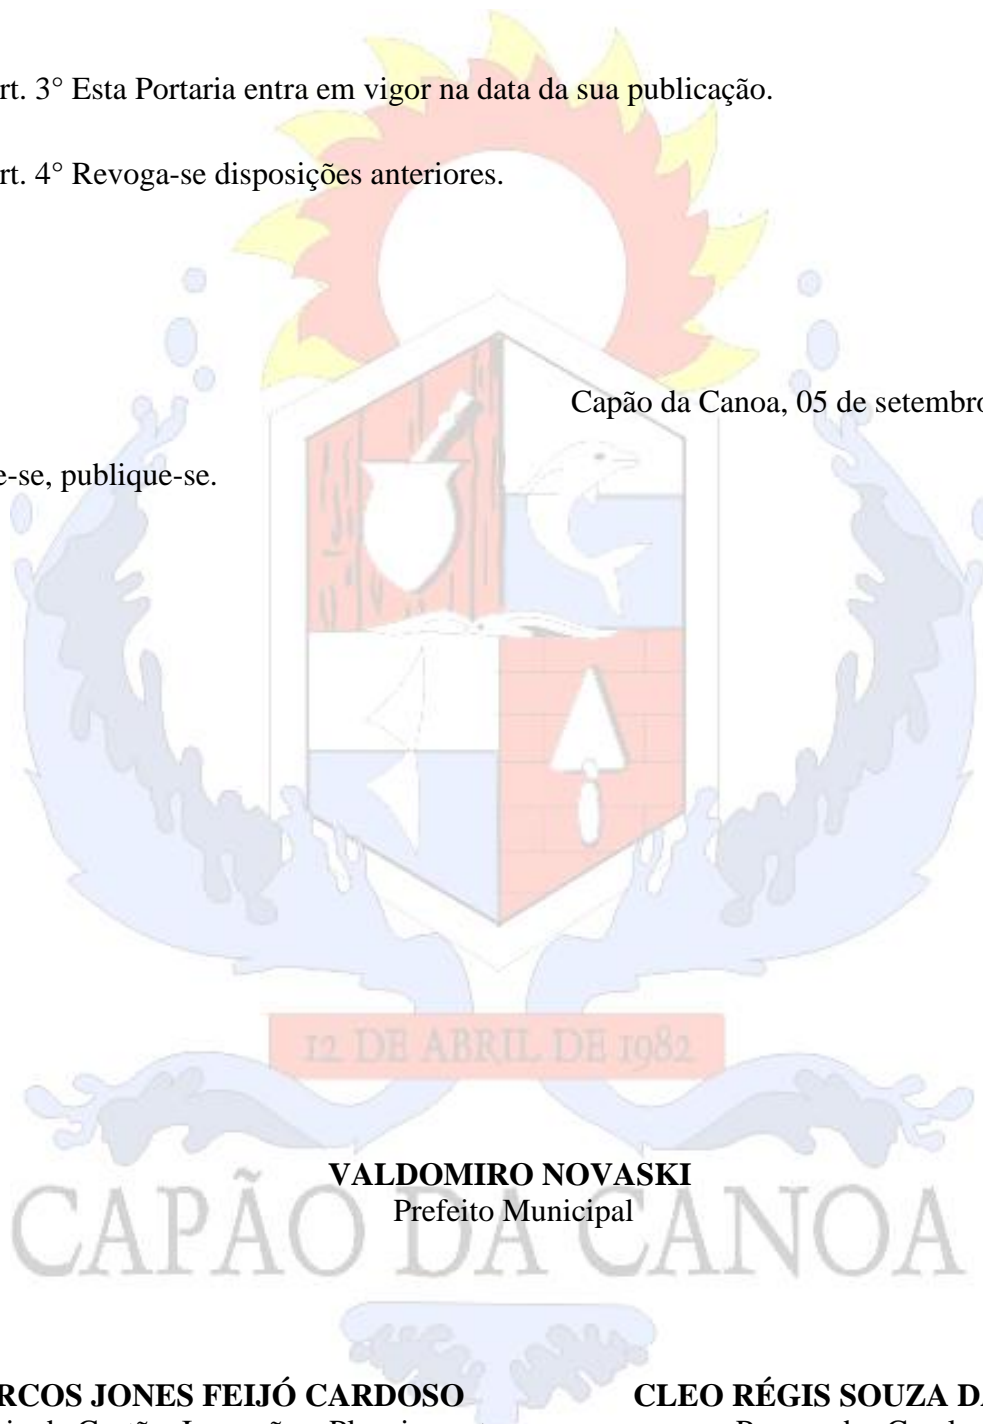 rt. 3° Esta Portaria entra em vigor na data da sua publicação.
rt. 4° Revoga-se disposições anteriores.
Capão da Canoa, 05 de setembro
e-se, publique-se.
12 DE ABRIL DE 1982
VALDOMIRO NOVASKI
Prefeito Municipal
CAPÃO DA CANOA
RCOS JONES FEIJÓ CARDOSO
CLEO RÉGIS SOUZA DA